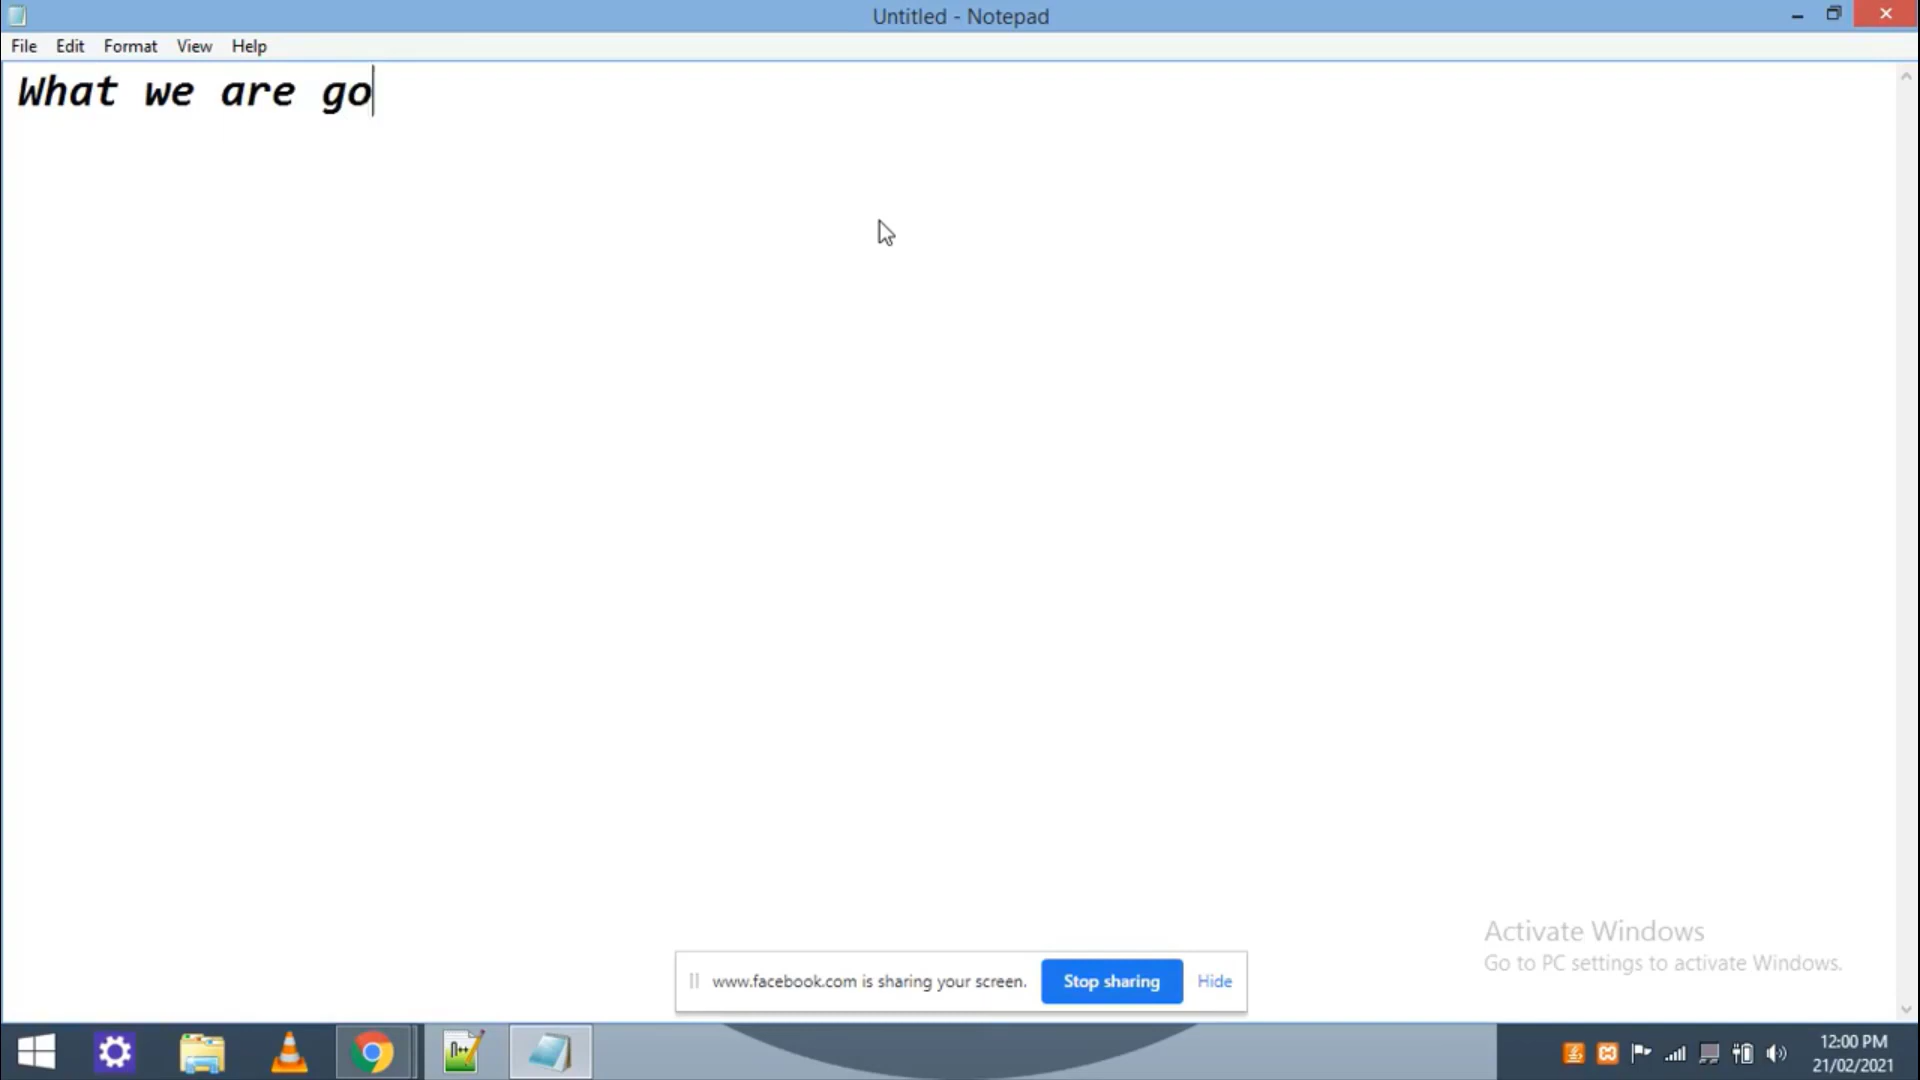 Untitled - Notepad
File Edit Format View Help
What we are go
Activate Windows
Go to PC settings to activate Windows.
www.facebook.com is sharing your screen. Stop sharing Hide
12:00 PM
21/02/2021